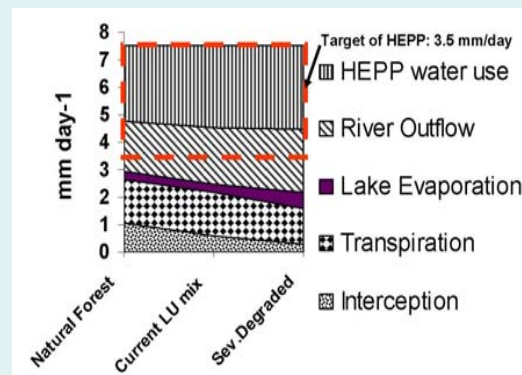 8
7
6
5
4
3
2
1
0
mm day-1
Natural Forest
Current LU mix
Sev.Degraded
Target of HEPP: 3.5 mm/day
HEPP water use
River Outflow
Lake Evaporation
Transpiration
Interception